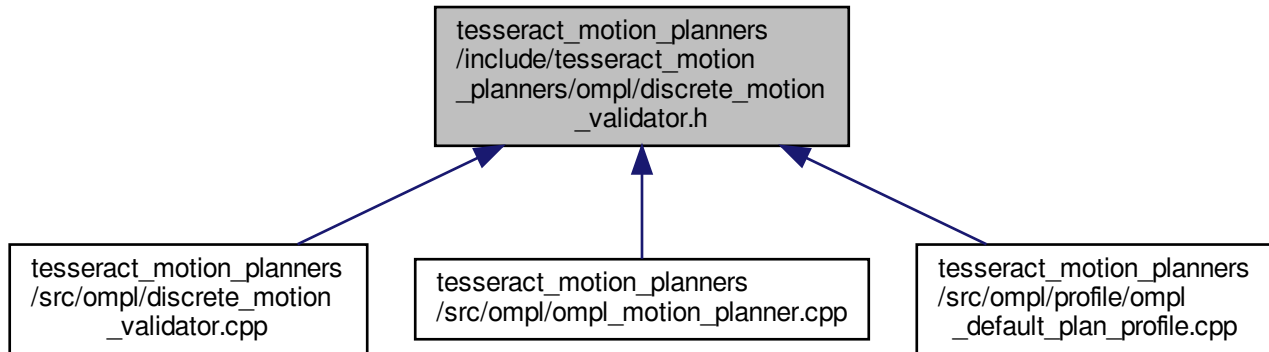 tesseract_motion_planners
/include/tesseract_motion
_planners/ompl/discrete_motion
_validator.h
tesseract_motion_planners
/src/ompl/discrete_motion
_validator.cpp
tesseract_motion_planners
/src/ompl/ompl_motion_planner.cpp
tesseract_motion_planners
/src/ompl/profile/ompl
_default_plan_profile.cpp